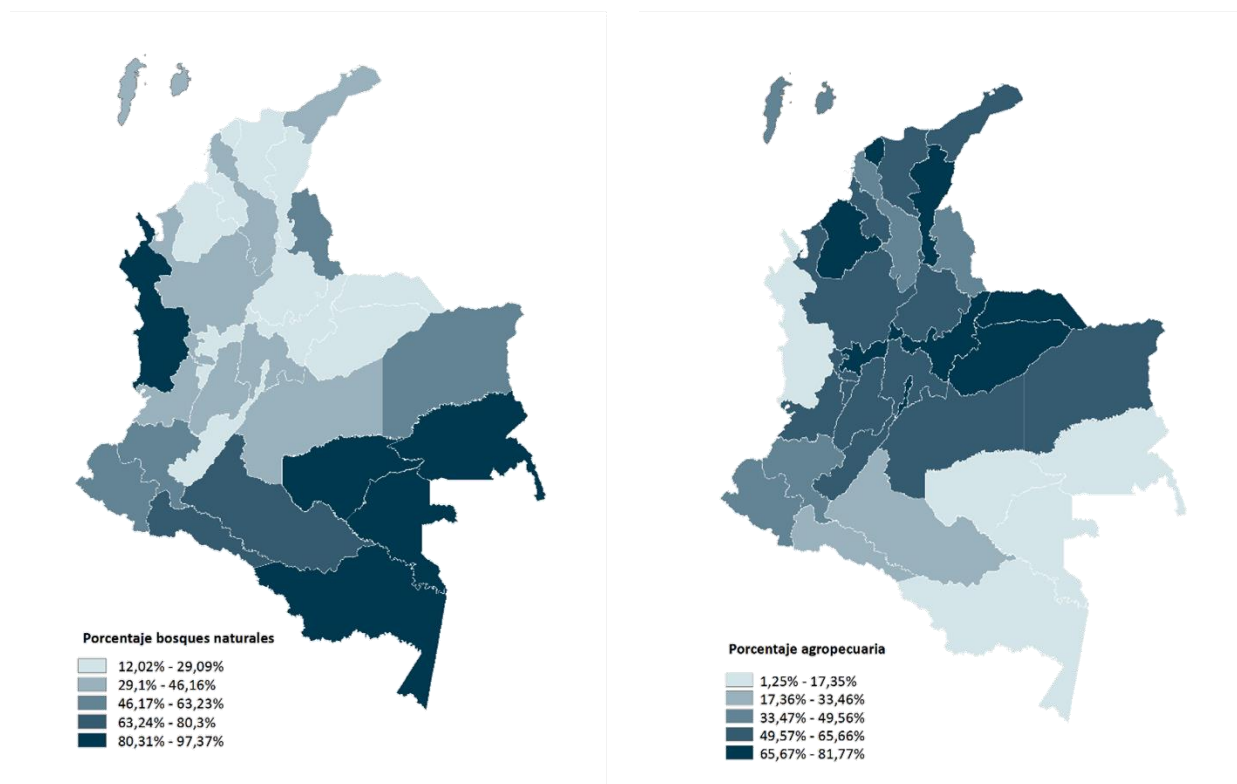 Porcentaje bosques naturales
12,02% - 29,09%
29,1% - 46,16%
46,17% - 63,23%
63,24% - 80,3%
80,31% - 97,37%
Porcentaje agropecuaria
1,25% - 17,35%
17,36% - 33,46%
33,47% - 49,56%
49,57% - 65,66%
65,67% - 81,77%